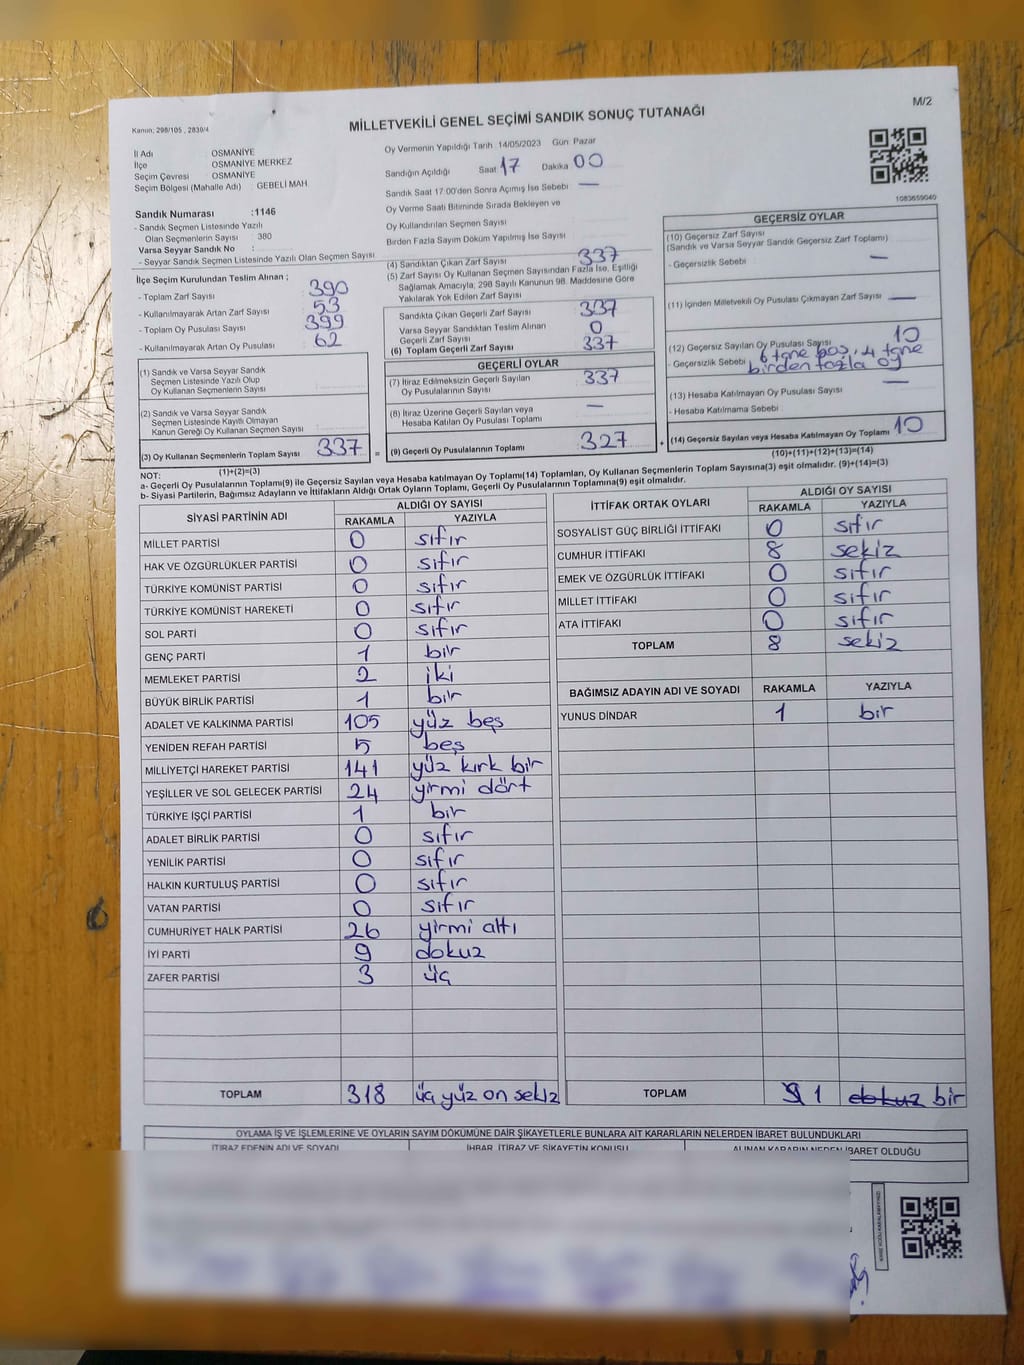 M/2
Kanun, 298/105 , 2839/4
MİLLETVEKİLİ GENEL SEÇİMİ SANDIK SONUÇ TUTANAĞI
İl Adı OSMANİYE
İlçe OSMANİYE MERKEZ
Seçim Çevresi OSMANİYE
Seçim Bölgesi (Mahalle Adı) : GEBELİ MAH.
Oy Vermenin Yapıldığı Tarih 14/05/2023 Gün Pazar
Sandığın Açıldığı Saat 17 Dakika 00
Sandık Saat 17:00'den Sonra Açımış İse Sebebi —
Oy Verme Saati Bitiminde Sırada Bekleyen ve
Oy Kullandırılan Seçmen Sayısı
Birden Fazla Sayım Döküm Yapılmış İse Sayısı
1083659040
Sandık Numarası :1146
- Sandık Seçmen Listesinde Yazılı
Olan Seçmenlerin Sayısı : 380
Varsa Seyyar Sandık No :
- Seyyar Sandık Seçmen Listesinde Yazılı Olan Seçmen Sayısı
İlçe Seçim Kurulundan Teslim Alınan ;
- Toplam Zarf Sayısı 390
- Kullanılmayarak Artan Zarf Sayısı 53
- Toplam Oy Pusulası Sayısı 399
- Kullanılmayarak Artan Oy Pusulası 62
(1) Sandık ve Varsa Seyyar Sandık
Seçmen Listesinde Yazılı Olup
Oy Kullanan Seçmenlerin Sayısı
(2) Sandık ve Varsa Seyyar Sandık
Seçmen Listesinde Kayıtlı Olmayan
Kanun Gereği Oy Kullanan Seçmen Sayısı
(3) Oy Kullanan Seçmenlerin Toplam Sayısı 337
(1)+(2)=(3)
(4) Sandıktan Çıkan Zarf Sayısı 337
(5) Zarf Sayısı Oy Kullanan Seçmen Sayısından Fazla İse, Eşitliği
Sağlamak Amacıyla, 298 Sayılı Kanunun 98. Maddesine Göre
Yakılarak Yok Edilen Zarf Sayısı
Sandıkta Çıkan Geçerli Zarf Sayısı 337
Varsa Seyyar Sandıktan Teslim Alınan
Geçerli Zarf Sayısı 0
(6) Toplam Geçerli Zarf Sayısı 337
GEÇERLİ OYLAR
(7) İtiraz Edilmeksizin Geçerli Sayılan
Oy Pusulalarının Sayısı 337
(8) İtiraz Üzerine Geçerli Sayılan veya
Hesaba Katılan Oy Pusulası Toplamı —
= (9) Geçerli Oy Pusulalarının Toplamı 327
GEÇERSİZ OYLAR
(10) Geçersiz Zarf Sayısı
(Sandık ve Varsa Seyyar Sandık Geçersiz Zarf Toplamı)
- Geçersizlik Sebebi : —
(11) İçinden Milletvekili Oy Pusulası Çıkmayan Zarf Sayısı —
(12) Geçersiz Sayılan Oy Pusulası Sayısı 10
- Geçersizlik Sebebi 6 tane boş, 4 tane
birden fazla oy
(13) Hesaba Katılmayan Oy Pusulası Sayısı —
- Hesaba Katılmama Sebebi
+ (14) Geçersiz Sayılan veya Hesaba Katılmayan Oy Toplamı 10
(10)+(11)+(12)+(13)=(14)
NOT:
a- Geçerli Oy Pusulalarının Toplamı(9) ile Geçersiz Sayılan veya Hesaba katılmayan Oy Toplamı(14) Toplamları, Oy Kullanan Seçmenlerin Toplam Sayısına(3) eşit olmalıdır. (9)+(14)=(3)
b- Siyasi Partilerin, Bağımsız Adayların ve İttifakların Aldığı Ortak Oyların Toplamı, Geçerli Oy Pusulalarının Toplamına(9) eşit olmalıdır.
SİYASİ PARTİNİN ADI ALDIĞI OY SAYISI
RAKAMLA YAZIYLA
MİLLET PARTİSİ 0 sıfır
HAK VE ÖZGÜRLÜKLER PARTİSİ 0 sıfır
TÜRKİYE KOMÜNİST PARTİSİ 0 sıfır
TÜRKİYE KOMÜNİST HAREKETİ 0 sıfır
SOL PARTİ 0 sıfır
GENÇ PARTİ 1 bir
MEMLEKET PARTİSİ 2 iki
BÜYÜK BİRLİK PARTİSİ 1 bir
ADALET VE KALKINMA PARTİSİ 105 yüz beş
YENİDEN REFAH PARTİSİ 5 beş
MİLLİYETÇİ HAREKET PARTİSİ 141 yüz kırk bir
YEŞİLLER VE SOL GELECEK PARTİSİ 24 yirmi dört
TÜRKİYE İŞÇİ PARTİSİ 1 bir
ADALET BİRLİK PARTİSİ 0 sıfır
YENİLİK PARTİSİ 0 sıfır
HALKIN KURTULUŞ PARTİSİ 0 sıfır
VATAN PARTİSİ 0 sıfır
CUMHURİYET HALK PARTİSİ 26 yirmi altı
İYİ PARTİ 9 dokuz
ZAFER PARTİSİ 3 üç
TOPLAM 318 üç yüz on sekiz
İTTİFAK ORTAK OYLARI ALDIĞI OY SAYISI
RAKAMLA YAZIYLA
SOSYALİST GÜÇ BİRLİĞİ İTTİFAKI 0 sıfır
CUMHUR İTTİFAKI 8 sekiz
EMEK VE ÖZGÜRLÜK İTTİFAKI 0 sıfır
MİLLET İTTİFAKI 0 sıfır
ATA İTTİFAKI 0 sıfır
TOPLAM 8 sekiz
BAĞIMSIZ ADAYIN ADI VE SOYADI RAKAMLA YAZIYLA
YUNUS DİNDAR 1 bir
TOPLAM 9 1 dokuz bir
OYLAMA İŞ VE İŞLEMLERİNE VE OYLARIN SAYIM DÖKÜMÜNE DAİR ŞİKAYETLERLE BUNLARA AİT KARARLARIN NELERDEN İBARET BULUNDUKLARI
İTİRAZ EDENİN ADI VE SOYADI İHBAR, İTİRAZ VE ŞİKAYETİN KONUSU ALINAN KARARIN NEDEN İBARET OLDUĞU